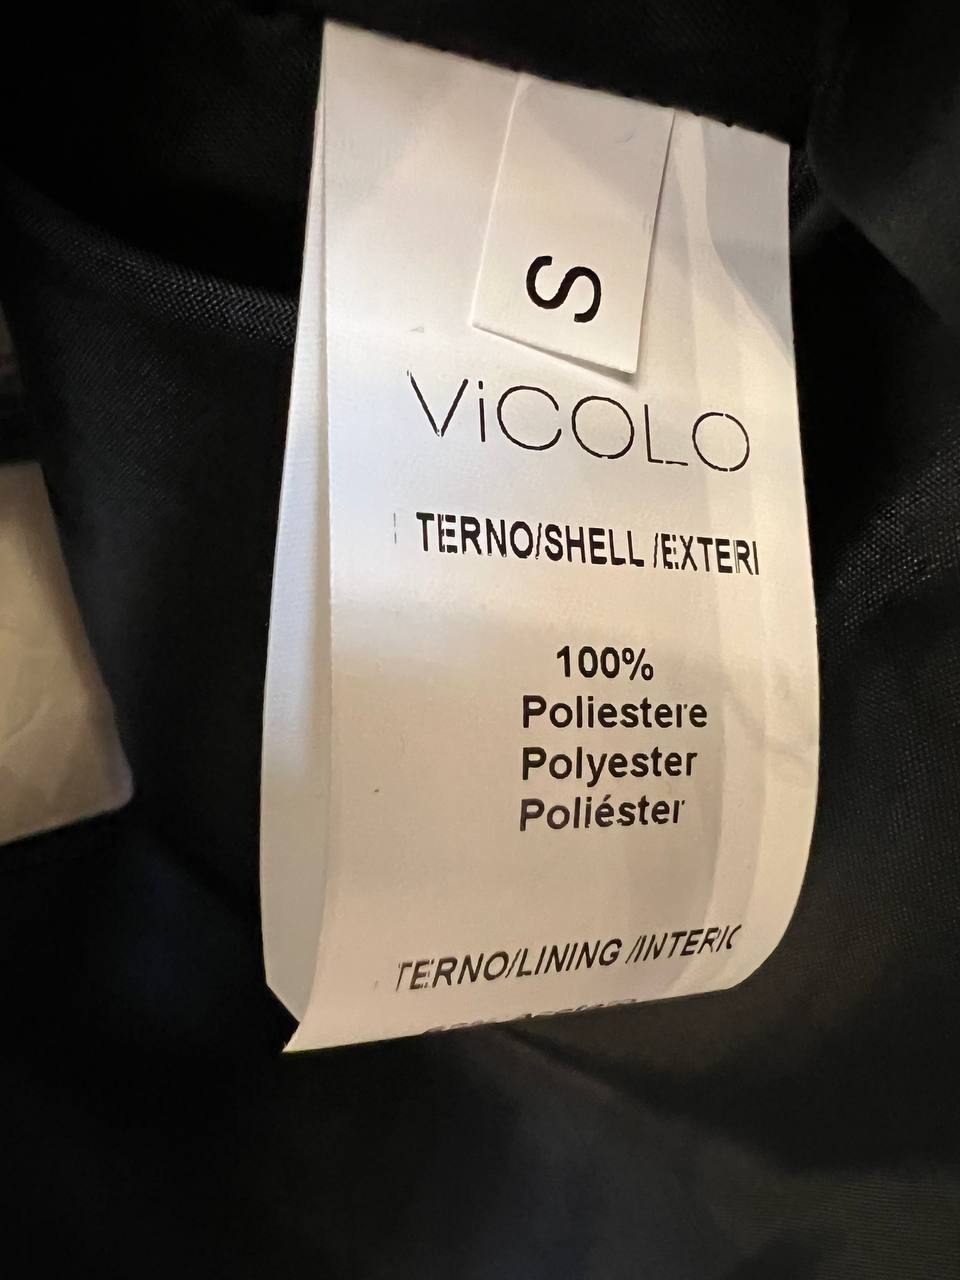 S
ViCOLO
TERNO/SHELL /EXTERI
100%
Poliestere
Polyester
Poliéster
TERNO/LINING /INTERIC